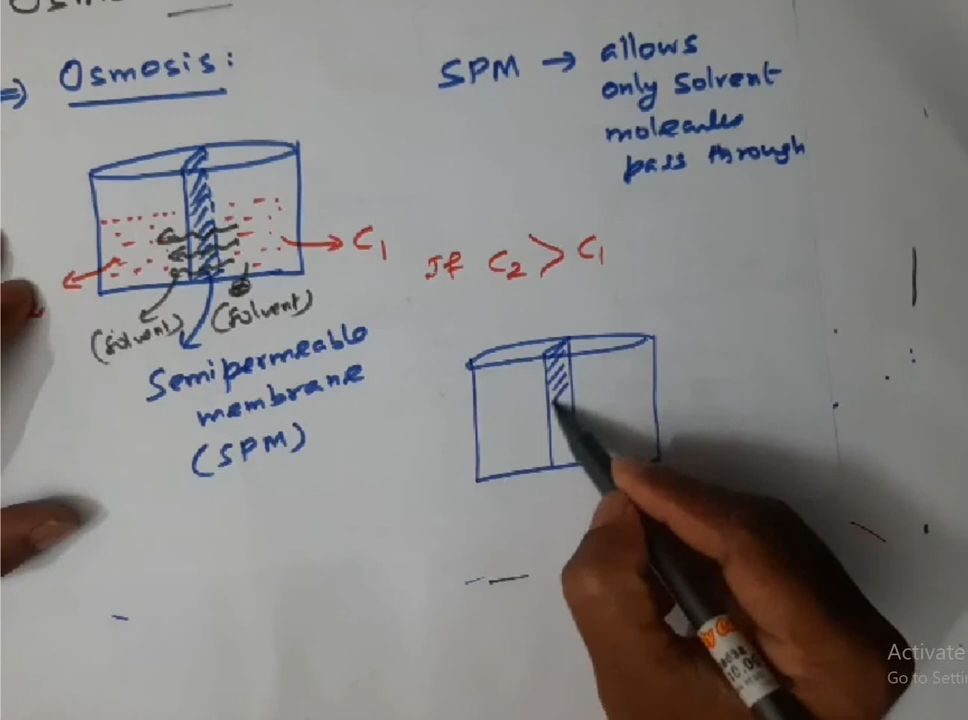 ⇒ Osmosis:
SPM → allows
only solvent
molecules
pass through
C₁
If C₂ > C₁
(solvent) (solvent)
Semipermeable
membrane
(SPM)
Activate
Go to Setti